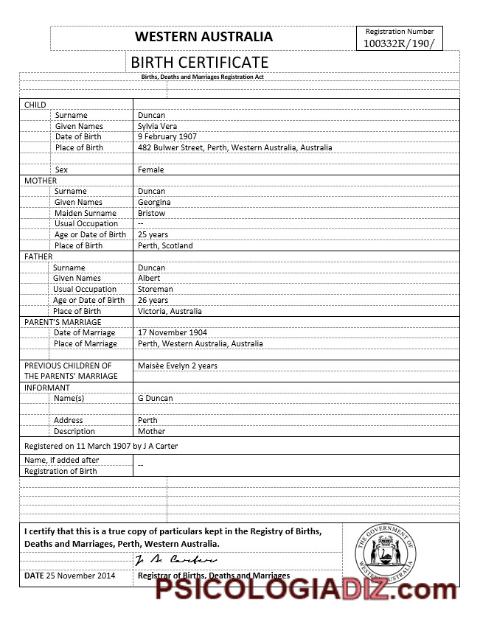 WESTERN AUSTRALIA
Registration Number
100332R/190/
BIRTH CERTIFICATE
Births, Deaths and Marriages Registration Act
CHILD
Surname Duncan
Given Names Sylvia Vera
Date of Birth 9 February 1907
Place of Birth 482 Bulwer Street, Perth, Western Australia, Australia
Sex Female
MOTHER
Surname Duncan
Given Names Georgina
Maiden Surname Bristow
Usual Occupation --
Age or Date of Birth 25 years
Place of Birth Perth, Scotland
FATHER
Surname Duncan
Given Names Albert
Usual Occupation Storeman
Age or Date of Birth 26 years
Place of Birth Victoria, Australia
PARENT'S MARRIAGE
Date of Marriage 17 November 1904
Place of Marriage Perth, Western Australia, Australia
PREVIOUS CHILDREN OF Maisèe Evelyn 2 years
THE PARENTS' MARRIAGE
INFORMANT
Name(s) G Duncan
Address Perth
Description Mother
Registered on 11 March 1907 by J A Carter
Name, if added after --
Registration of Birth
I certify that this is a true copy of particulars kept in the Registry of Births,
Deaths and Marriages, Perth, Western Australia.
J A Carter
DATE 25 November 2014 Registrar of Births, Deaths and Marriages
THE GOVERNMENT OF
WESTERN AUSTRALIA
PSICOLOGIADIZ.com